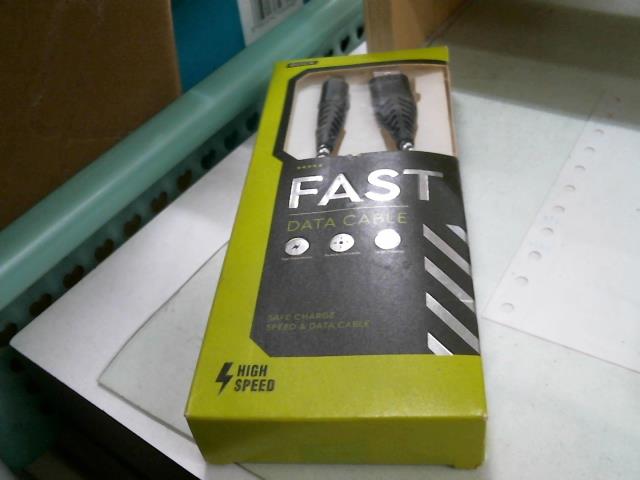 FAST
DATA CABLE
SAFE CHARGE
SPEED & DATA CABLE
HIGH
SPEED